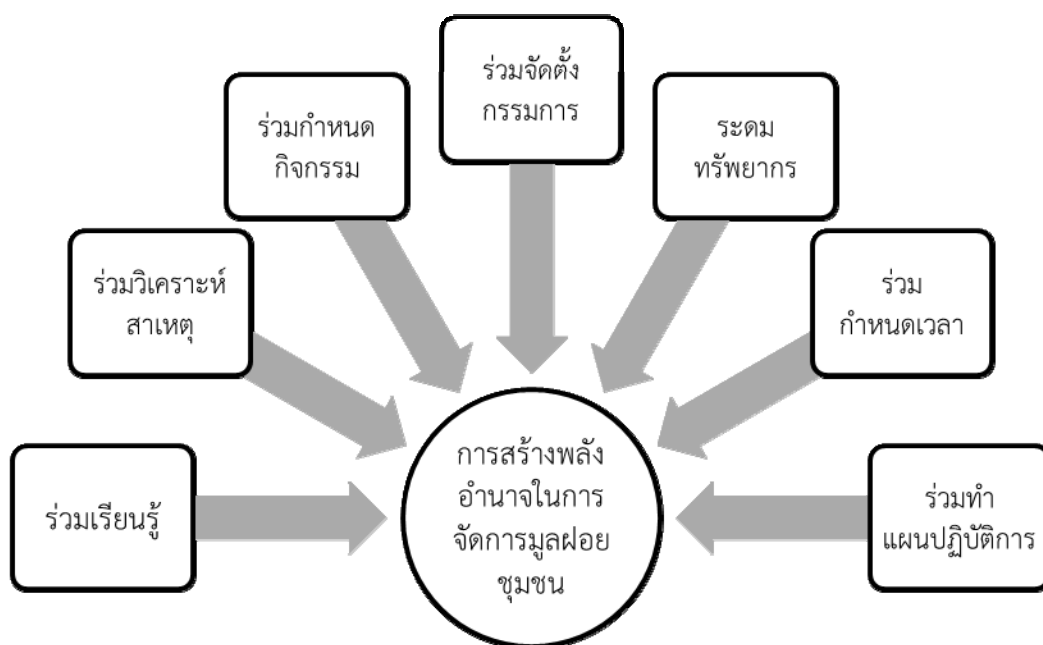 ร่วมจัดตั้ง
กรรมการ
ร่วมกำหนด
กิจกรรม
ระดม
ทรัพยากร
ร่วมวิเคราะห์
สาเหตุ
ร่วม
กำหนดเวลา
ร่วมเรียนรู้
การสร้างพลัง
อำนาจในการ
จัดการมูลฝอย
ชุมชน
ร่วมทำ
แผนปฏิบัติการ